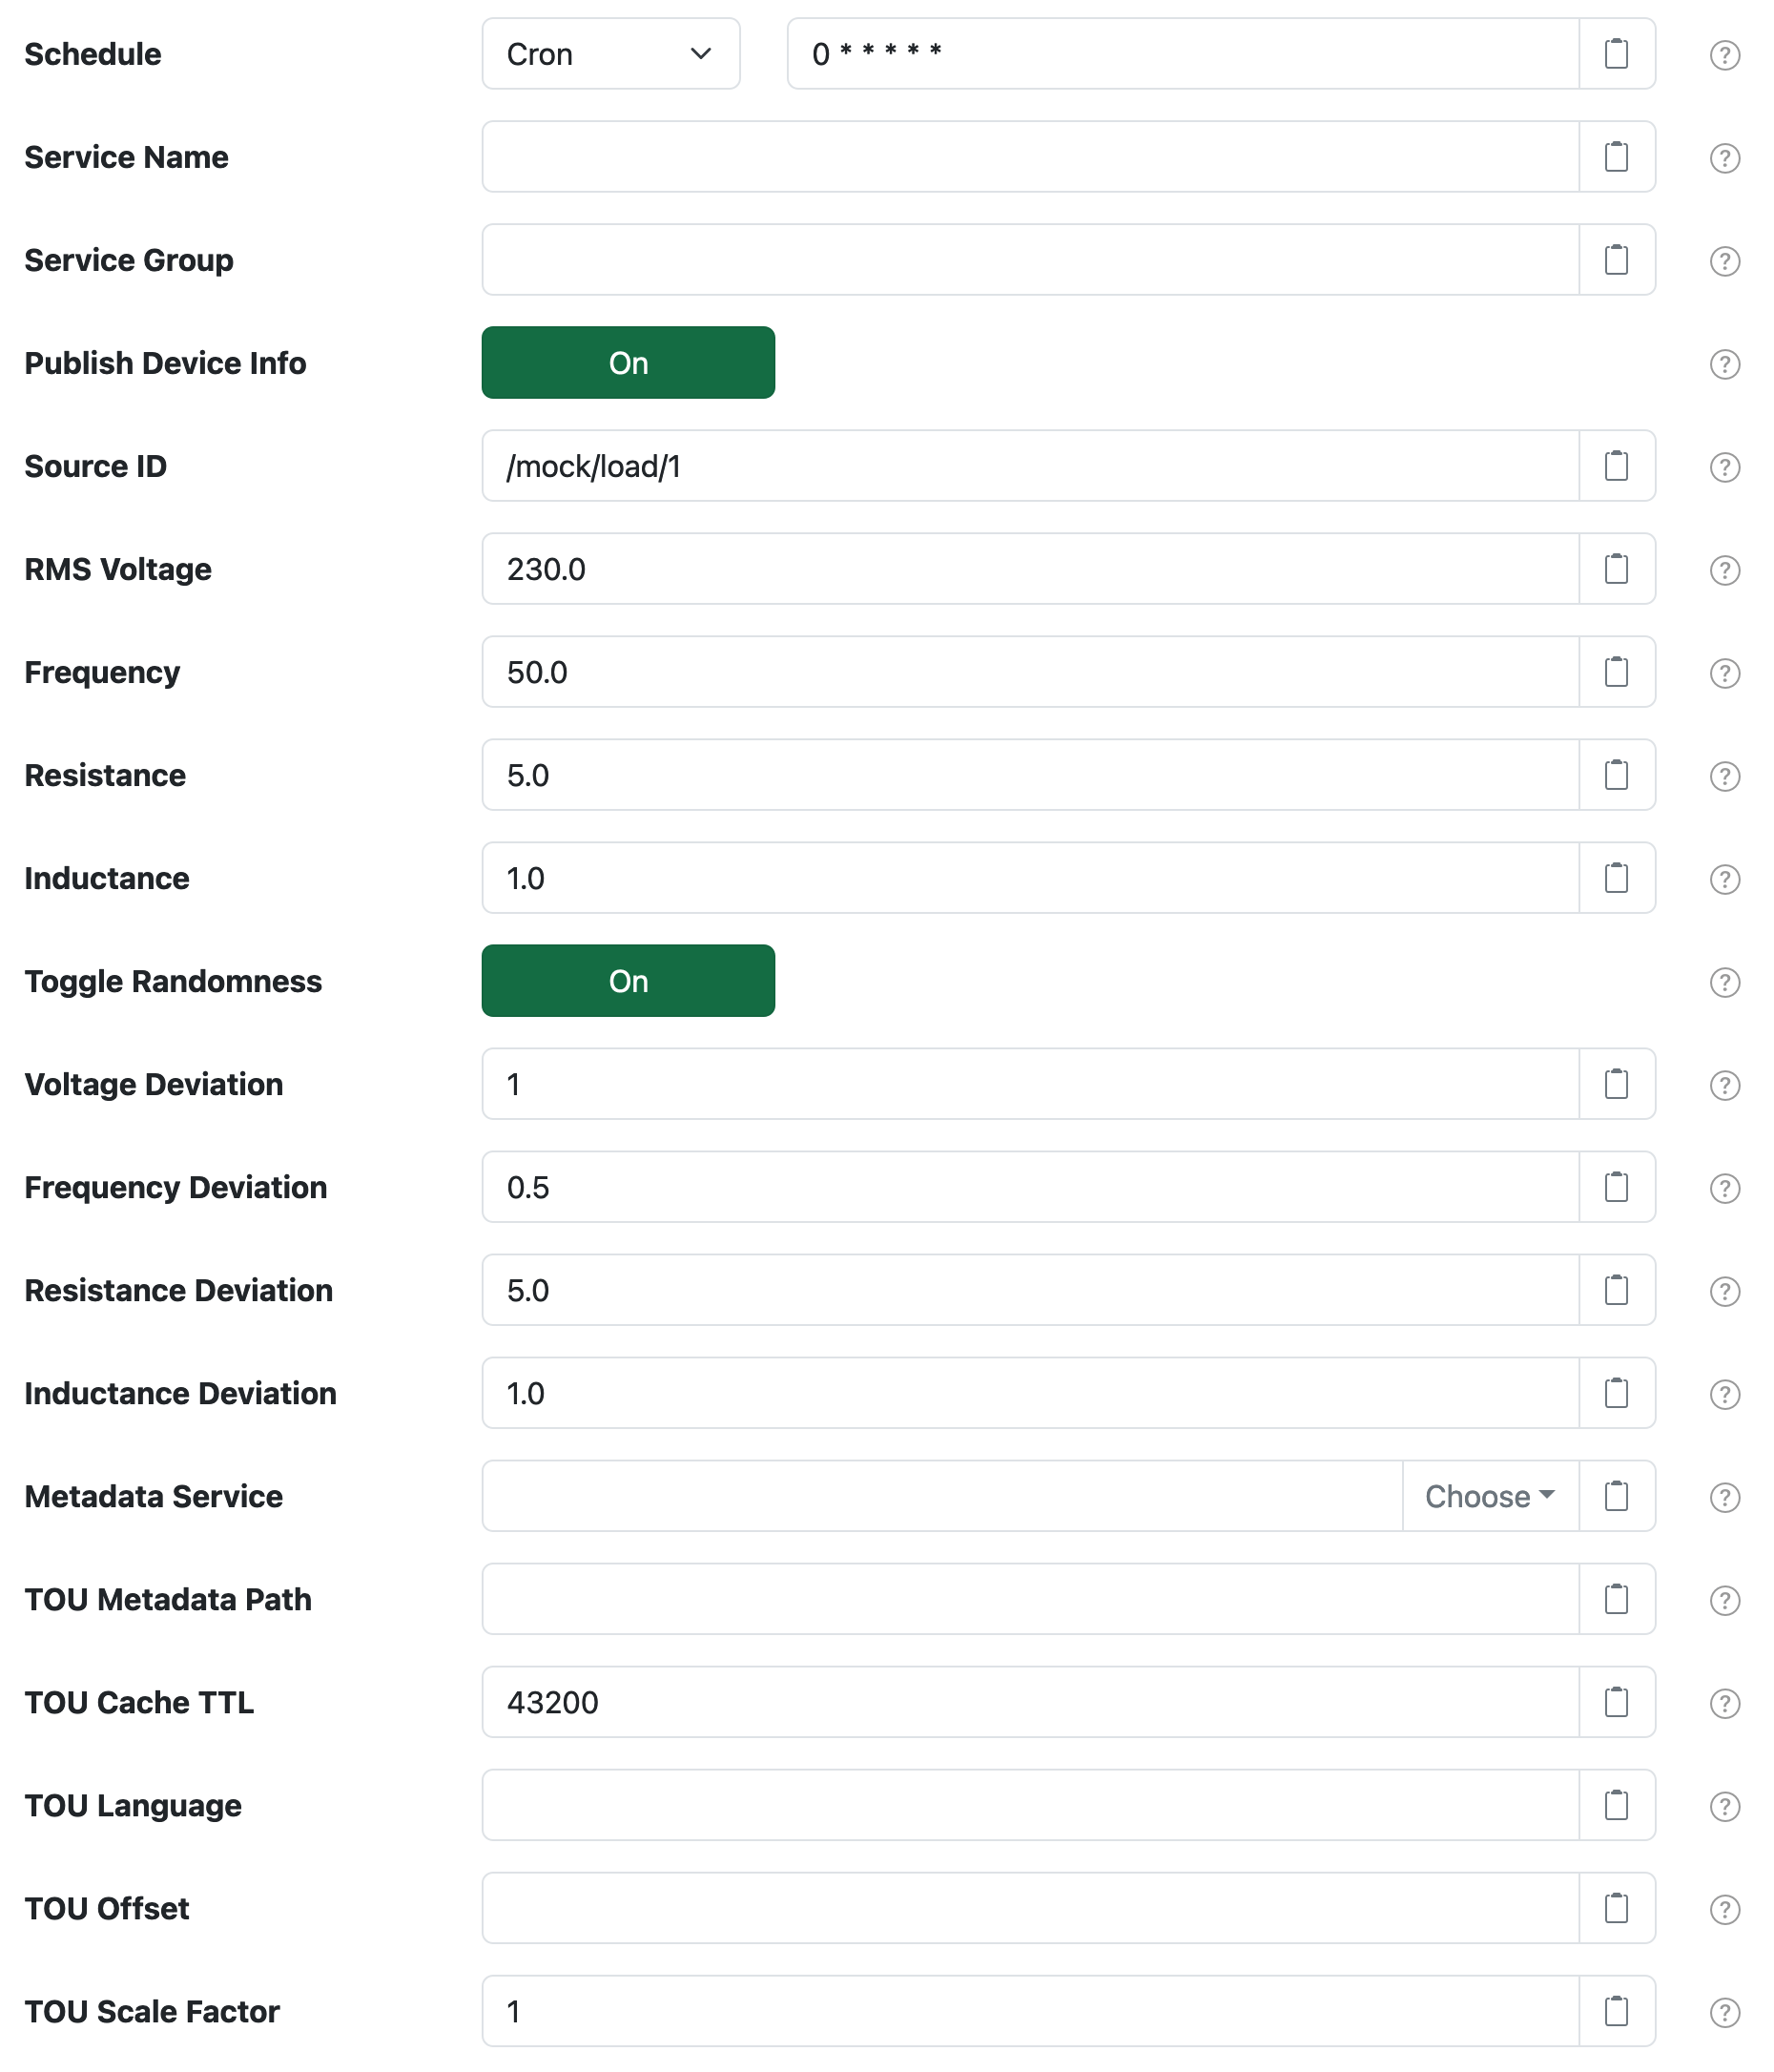 Schedule Cron 0 * * * * *
Service Name
Service Group
Publish Device Info On
Source ID /mock/load/1
RMS Voltage 230.0
Frequency 50.0
Resistance 5.0
Inductance 1.0
Toggle Randomness On
Voltage Deviation 1
Frequency Deviation 0.5
Resistance Deviation 5.0
Inductance Deviation 1.0
Metadata Service Choose
TOU Metadata Path
TOU Cache TTL 43200
TOU Language
TOU Offset
TOU Scale Factor 1